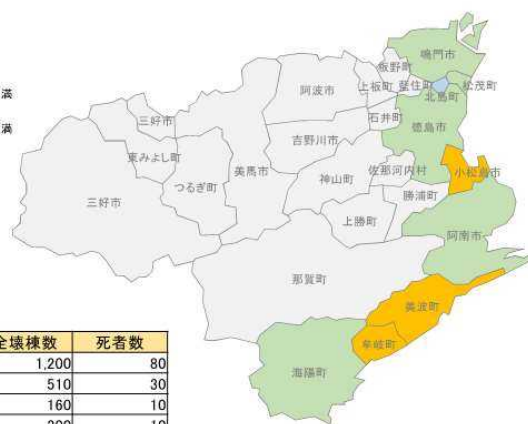 満
満
鳴門市
板野町
松茂町
上板町
藍住町
北島町
阿波市
石井町
徳島市
三好市
吉野川市
東みよし町
美馬市
佐那河内村
小松島市
つるぎ町
神山町
勝浦町
三好市
上勝町
阿南市
那賀町
美波町
牟岐町
海陽町
全壊棟数 死者数
1,200 80
510 30
160 10